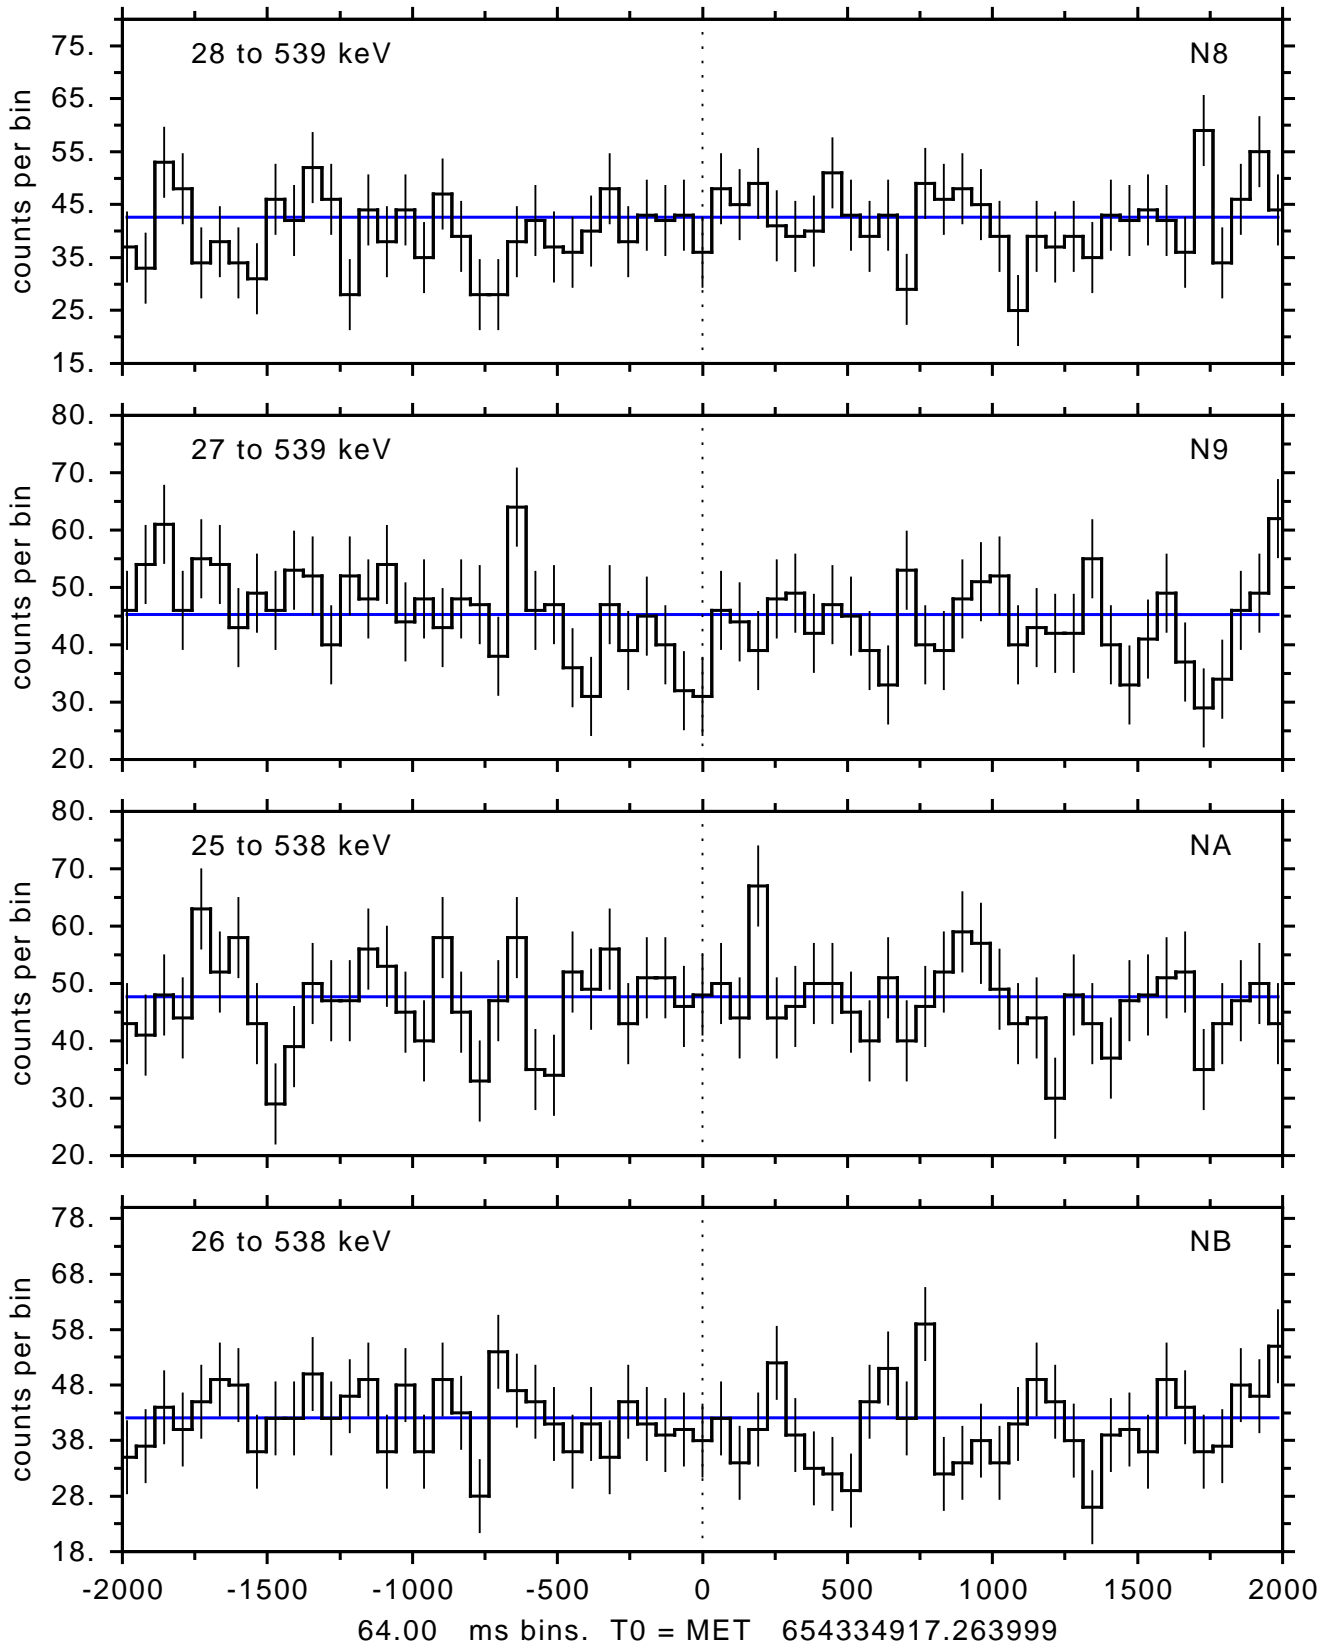 28 to 539 keV N8
counts per bin
75.
65.
55.
45.
35.
25.
15.
27 to 539 keV N9
counts per bin
80.
70.
60.
50.
40.
30.
20.
25 to 538 keV NA
counts per bin
80.
70.
60.
50.
40.
30.
20.
26 to 538 keV NB
counts per bin
78.
68.
58.
48.
38.
28.
18.
-2000 -1500 -1000 -500 0 500 1000 1500 2000
64.00 ms bins. T0 = MET 654334917.263999